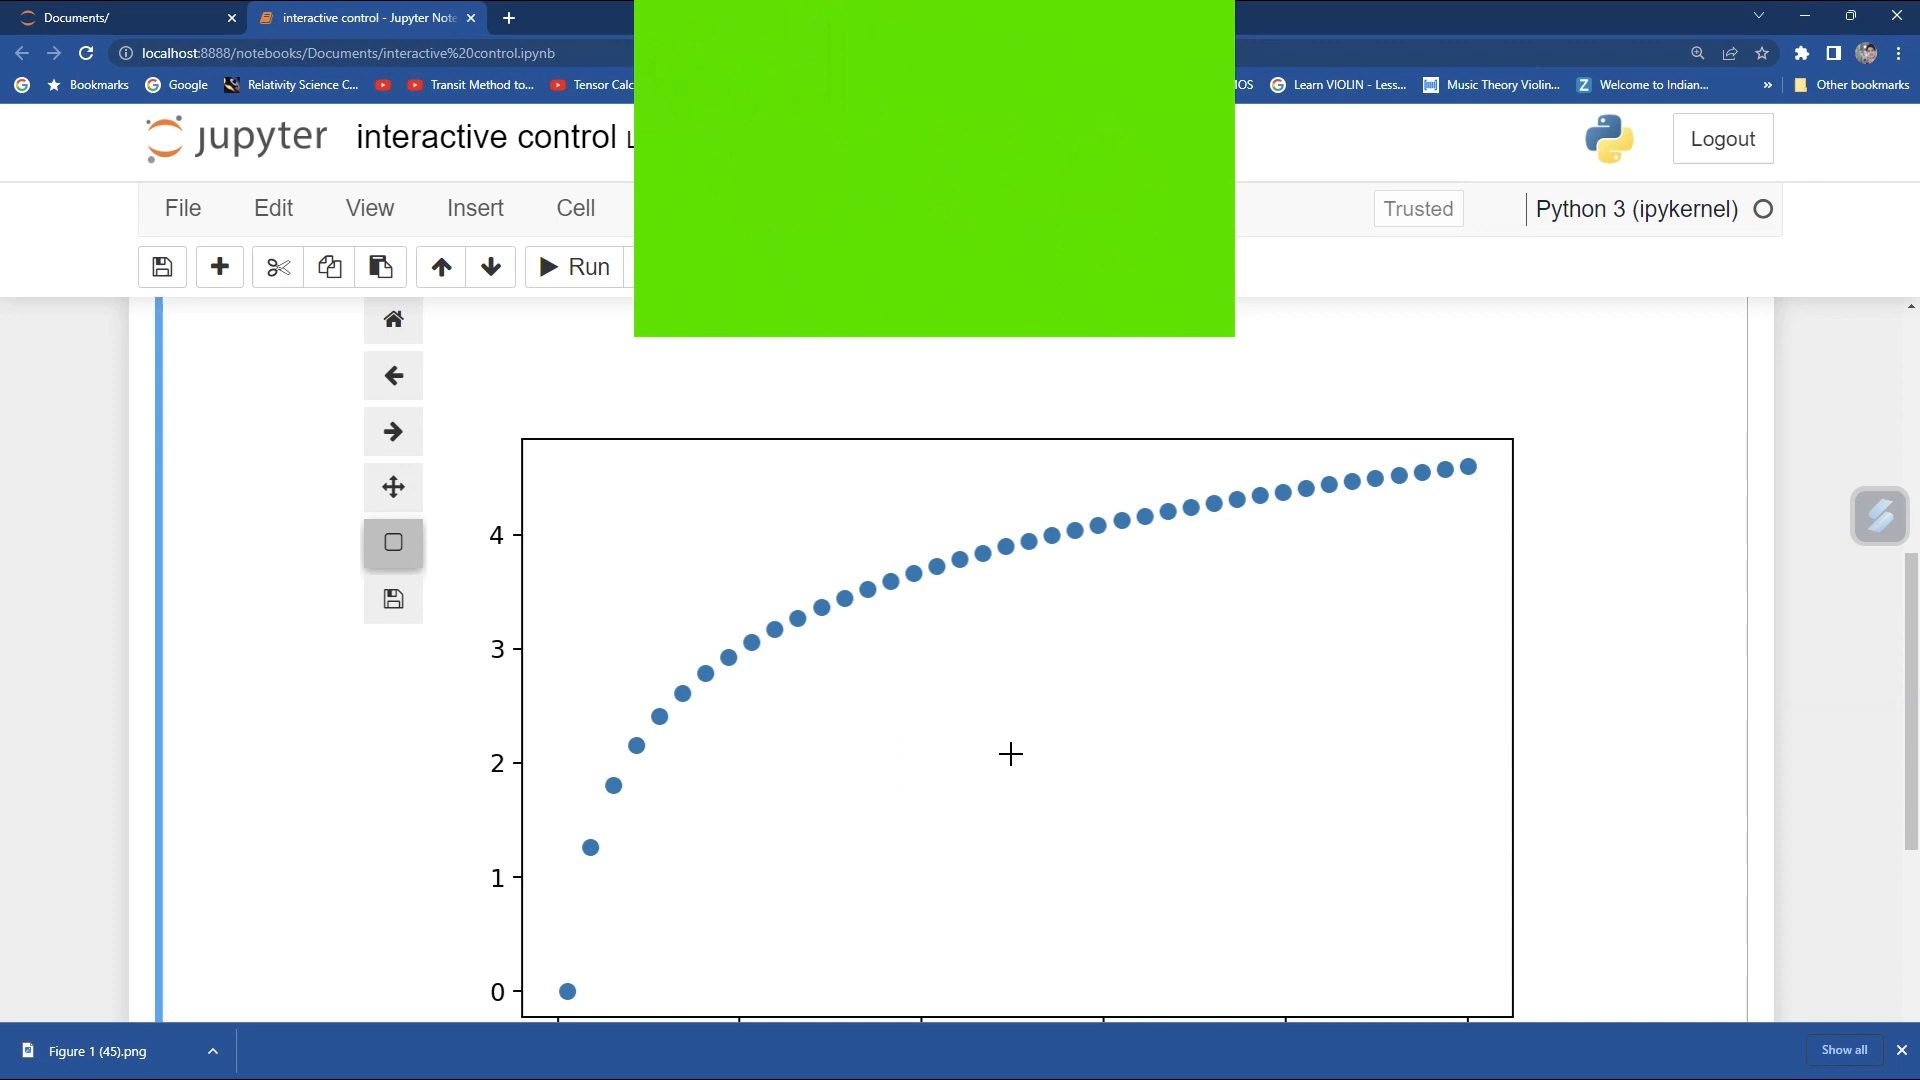 Documents/
interactive control - Jupyter Note
localhost:8888/notebooks/Documents/interactive%20control.ipynb
Bookmarks
Google
Relativity Science C...
Transit Method to...
Tensor Calc
IOS
Learn VIOLIN - Less...
Music Theory Violin...
Welcome to Indian...
»
Other bookmarks
jupyter
interactive control
Logout
File
Edit
View
Insert
Cell
Trusted
Python 3 (ipykernel)
Run
4
3
2
1
0
Figure 1 (45).png
Show all